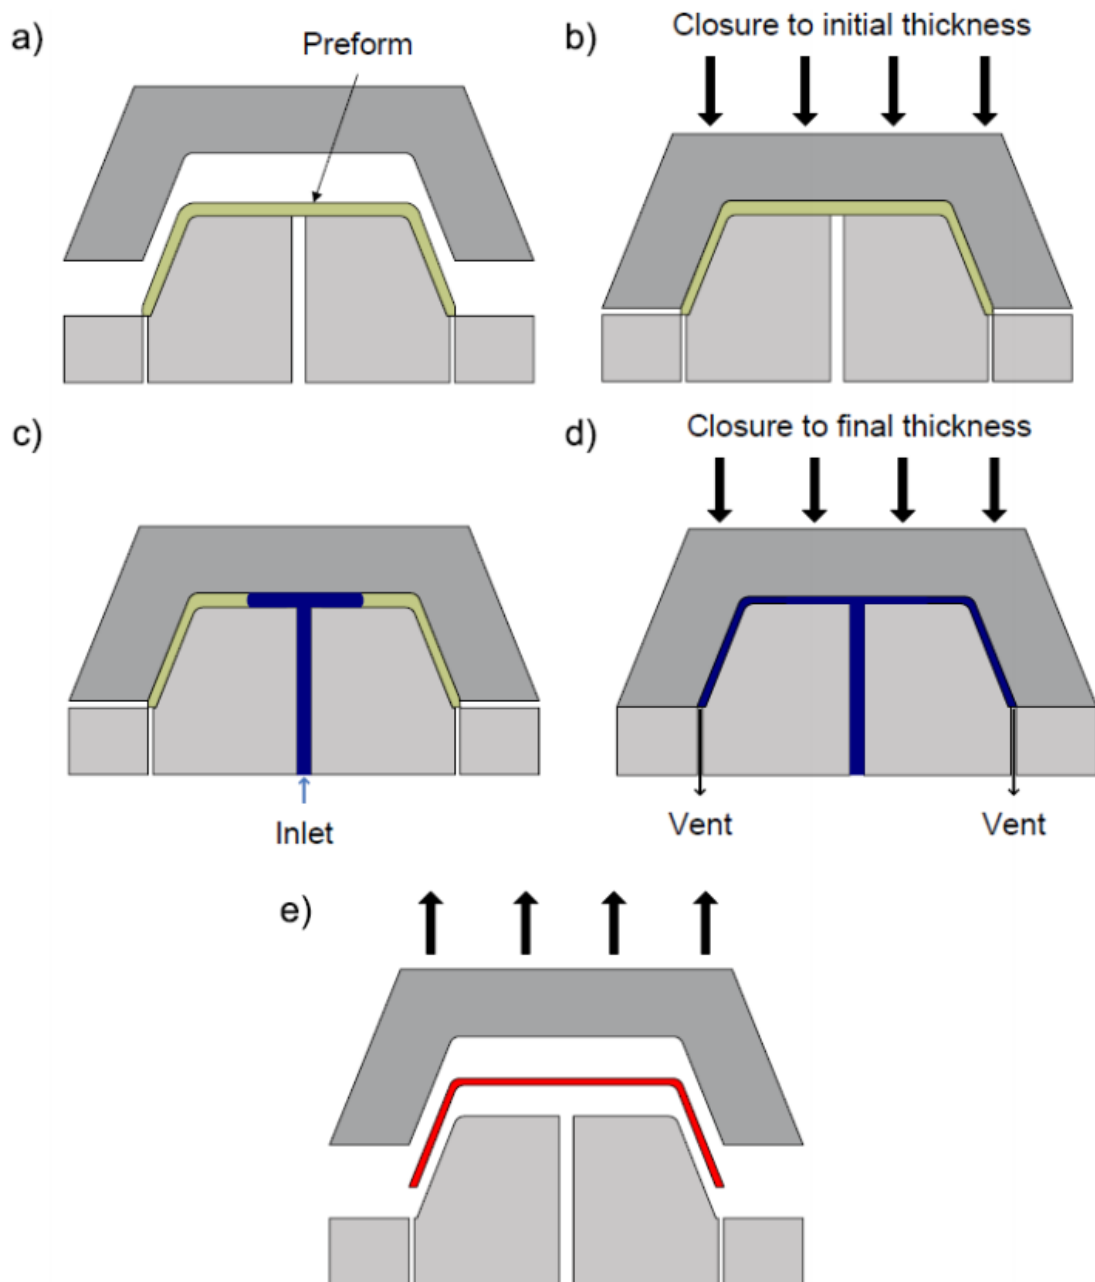 a)
Preform
b)
Closure to initial thickness
c)
Inlet
d)
Closure to final thickness
Vent
Vent
e)